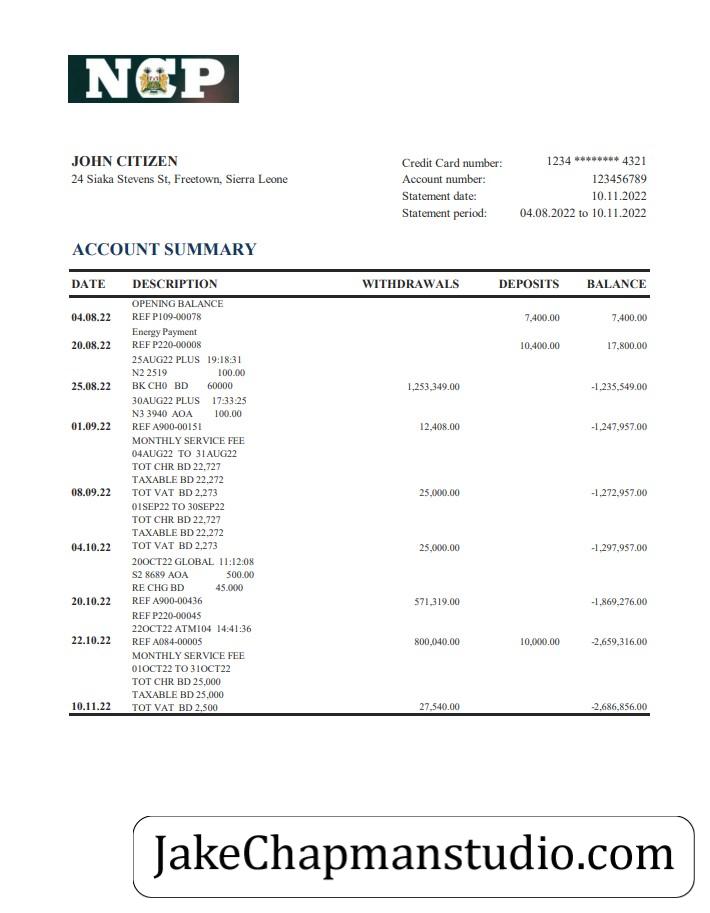 NCP
JOHN CITIZEN
24 Siaka Stevens St, Freetown, Sierra Leone
Credit Card number: 1234 ******** 4321
Account number: 123456789
Statement date: 10.11.2022
Statement period: 04.08.2022 to 10.11.2022
ACCOUNT SUMMARY
DATE DESCRIPTION WITHDRAWALS DEPOSITS BALANCE
OPENING BALANCE
04.08.22 REF P109-00078 7,400.00 7,400.00
Energy Payment
20.08.22 REF P220-00008 10,400.00 17,800.00
25AUG22 PLUS 19:18:31
N2 2519 100.00
25.08.22 BK CH0 BD 60000 1,253,349.00 -1,235,549.00
30AUG22 PLUS 17:33:25
N3 3940 AOA 100.00
01.09.22 REF A900-00151 12,408.00 -1,247,957.00
MONTHLY SERVICE FEE
04AUG22 TO 31AUG22
TOT CHR BD 22,727
TAXABLE BD 22,272
08.09.22 TOT VAT BD 2,273 25,000.00 -1,272,957.00
01SEP22 TO 30SEP22
TOT CHR BD 22,727
TAXABLE BD 22,272
04.10.22 TOT VAT BD 2,273 25,000.00 -1,297,957.00
20OCT22 GLOBAL 11:12:08
S2 8689 AOA 500.00
RE CHG BD 45.000
20.10.22 REF A900-00436 571,319.00 -1,869,276.00
REF P220-00045
22OCT22 ATM104 14:41:36
22.10.22 REF A084-00005 800,040.00 10,000.00 -2,659,316.00
MONTHLY SERVICE FEE
01OCT22 TO 31OCT22
TOT CHR BD 25,000
TAXABLE BD 25,000
10.11.22 TOT VAT BD 2,500 27,540.00 -2,686,856.00
JakeChapmanstudio.com